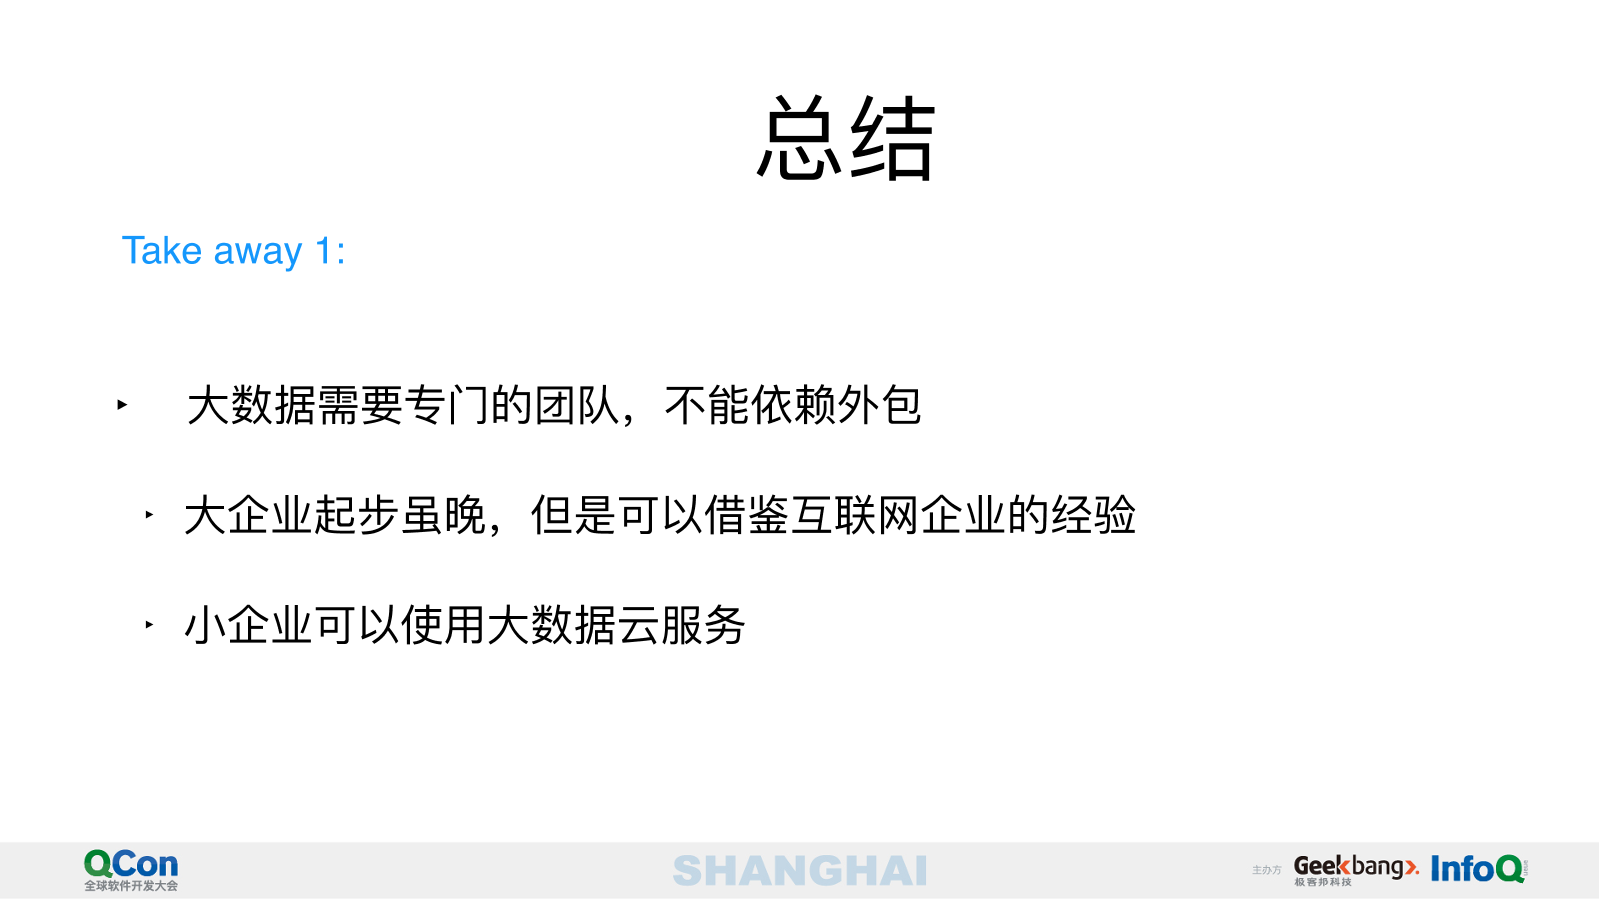 总结
Take away 1:
‣ 大数据需要专门的团队，不能依赖外包
‣ 大企业起步虽晚，但是可以借鉴互联网企业的经验
‣ 小企业可以使用大数据云服务
QCon
全球软件开发大会
SHANGHAI
主办方
Geekbang>.
极客邦科技
InfoQ